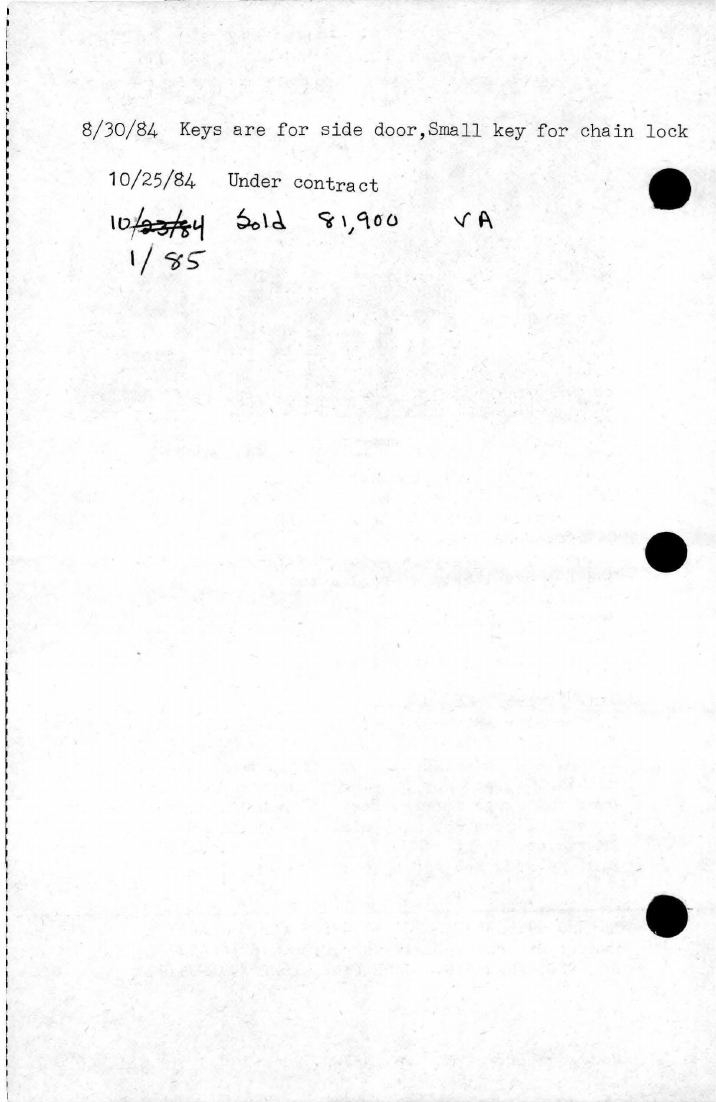 8/30/84 Keys are for side door,Small key for chain lock
10/25/84 Under contract
10/23/84 Sold 81,900 VA
1/85